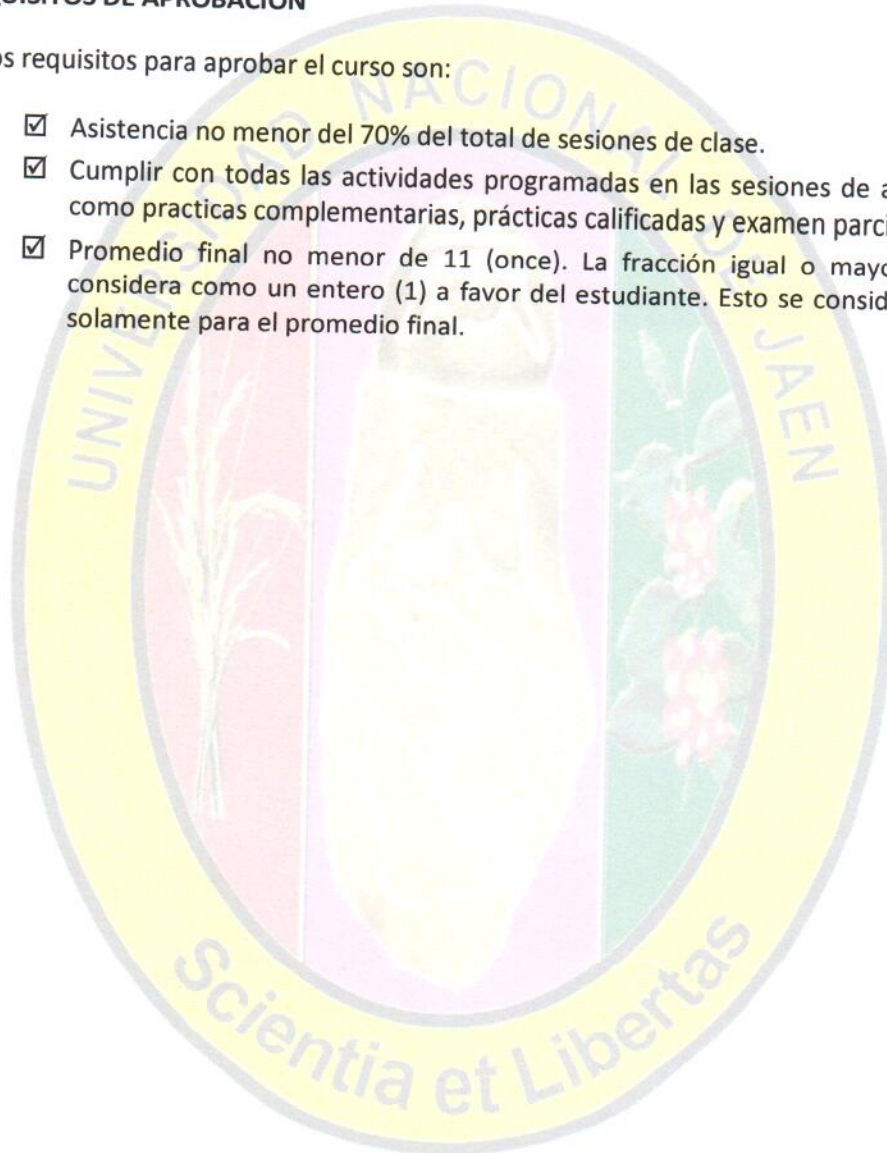 QUISITOS DE APROBACIÓN
os requisitos para aprobar el curso son:
☑ Asistencia no menor del 70% del total de sesiones de clase.
☑ Cumplir con todas las actividades programadas en las sesiones de a
como practicas complementarias, prácticas calificadas y examen parci
☑ Promedio final no menor de 11 (once). La fracción igual o mayo
considera como un entero (1) a favor del estudiante. Esto se consid
solamente para el promedio final.
UNIVERSIDAD NACIONAL DE JAEN
Scientia et Libertas